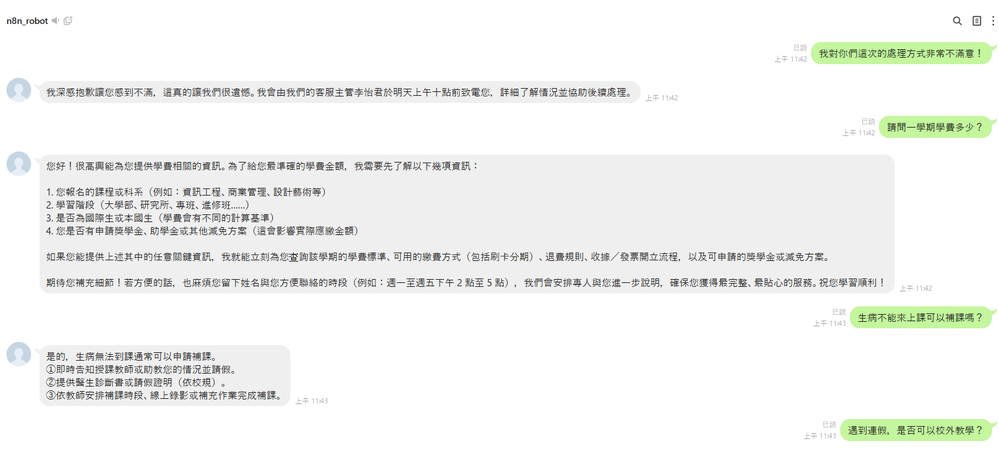 n8n_robot
已讀
上午 11:42
我對你們這次的處理方式非常不滿意！
我深感抱歉讓您感到不滿，這真的讓我們很遺憾。我會由我們的客服主管李怡君於明天上午十點前致電您，詳細了解情況並協助後續處理。
上午 11:42
已讀
上午 11:42
請問一學期學費多少？
您好！很高興能為您提供學費相關的資訊。為了給您最準確的學費金額，我需要先了解以下幾項資訊：
1. 您報名的課程或科系（例如：資訊工程、商業管理、設計藝術等）
2. 學習階段（大學部、研究所、專班、進修班……）
3. 是否為國際生或本國生（學費會有不同的計算基準）
4. 您是否有申請獎學金、助學金或其他減免方案（這會影響實際應繳金額）
如果您能提供上述其中的任意關鍵資訊，我就能立刻為您查詢該學期的學費標準、可用的繳費方式（包括刷卡分期）、退費規則、收據／發票開立流程，以及可申請的獎學金或減免方案。
期待您補充細節！若方便的話，也麻煩您留下姓名與您方便聯絡的時段（例如：週一至週五下午 2 點至 5 點），我們會安排專人與您進一步說明，確保您獲得最完整、最貼心的服務。祝您學習順利！
上午 11:42
已讀
上午 11:43
生病不能來上課可以補課嗎？
是的，生病無法到課通常可以申請補課。
①即時告知授課教師或助教您的情況並請假。
②提供醫生診斷書或請假證明（依校規）。
③依教師安排補課時段、線上錄影或補充作業完成補課。
上午 11:43
已讀
上午 11:43
遇到連假，是否可以校外教學？